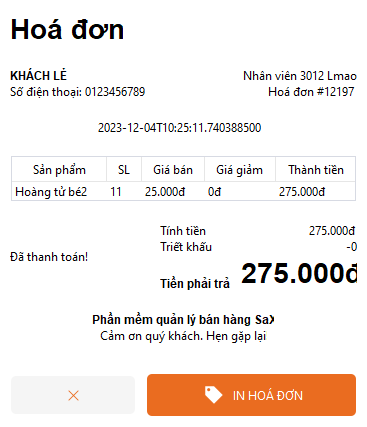 Hoá đơn
KHÁCH LẺ Nhân viên 3012 Lmao
Số điện thoại: 0123456789 Hoá đơn #12197
2023-12-04T10:25:11.740388500
Sản phẩm SL Giá bán Giá giảm Thành tiền
Hoàng tử bé2 11 25.000đ 0đ 275.000đ
Tính tiền 275.000đ
Triết khấu -0
Đã thanh toán!
Tiền phải trả 275.000đ
Phần mềm quản lý bán hàng SaX
Cảm ơn quý khách. Hẹn gặp lại
IN HOÁ ĐƠN